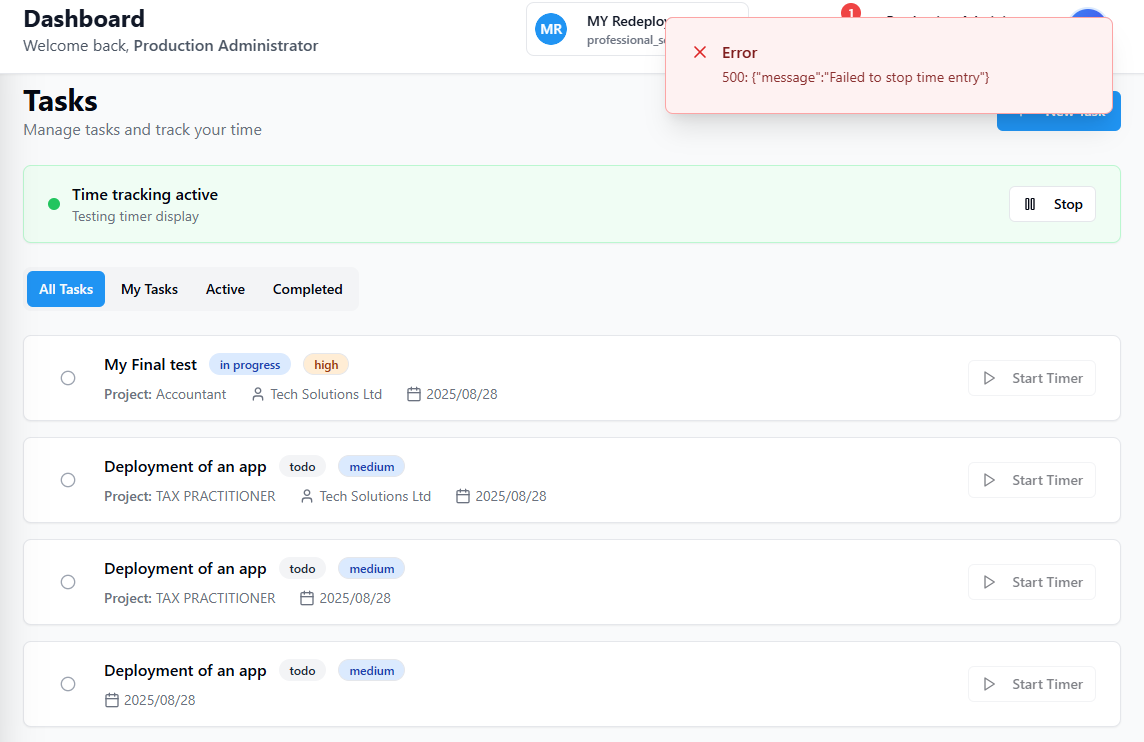 Dashboard
Welcome back, Production Administrator
MR
MY Redeploy
professional_se
1
Error
500: {"message":"Failed to stop time entry"}
Tasks
Manage tasks and track your time
New Task
Time tracking active
Testing timer display
Stop
All Tasks
My Tasks
Active
Completed
My Final test in progress high
Project: Accountant Tech Solutions Ltd 2025/08/28
Start Timer
Deployment of an app todo medium
Project: TAX PRACTITIONER Tech Solutions Ltd 2025/08/28
Start Timer
Deployment of an app todo medium
Project: TAX PRACTITIONER 2025/08/28
Start Timer
Deployment of an app todo medium
2025/08/28
Start Timer